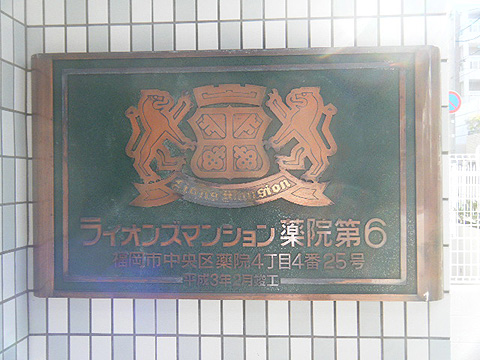 Lions Mansion
ライオンズマンション薬院第6
福岡市中央区薬院4丁目4番25号
平成3年2月竣工